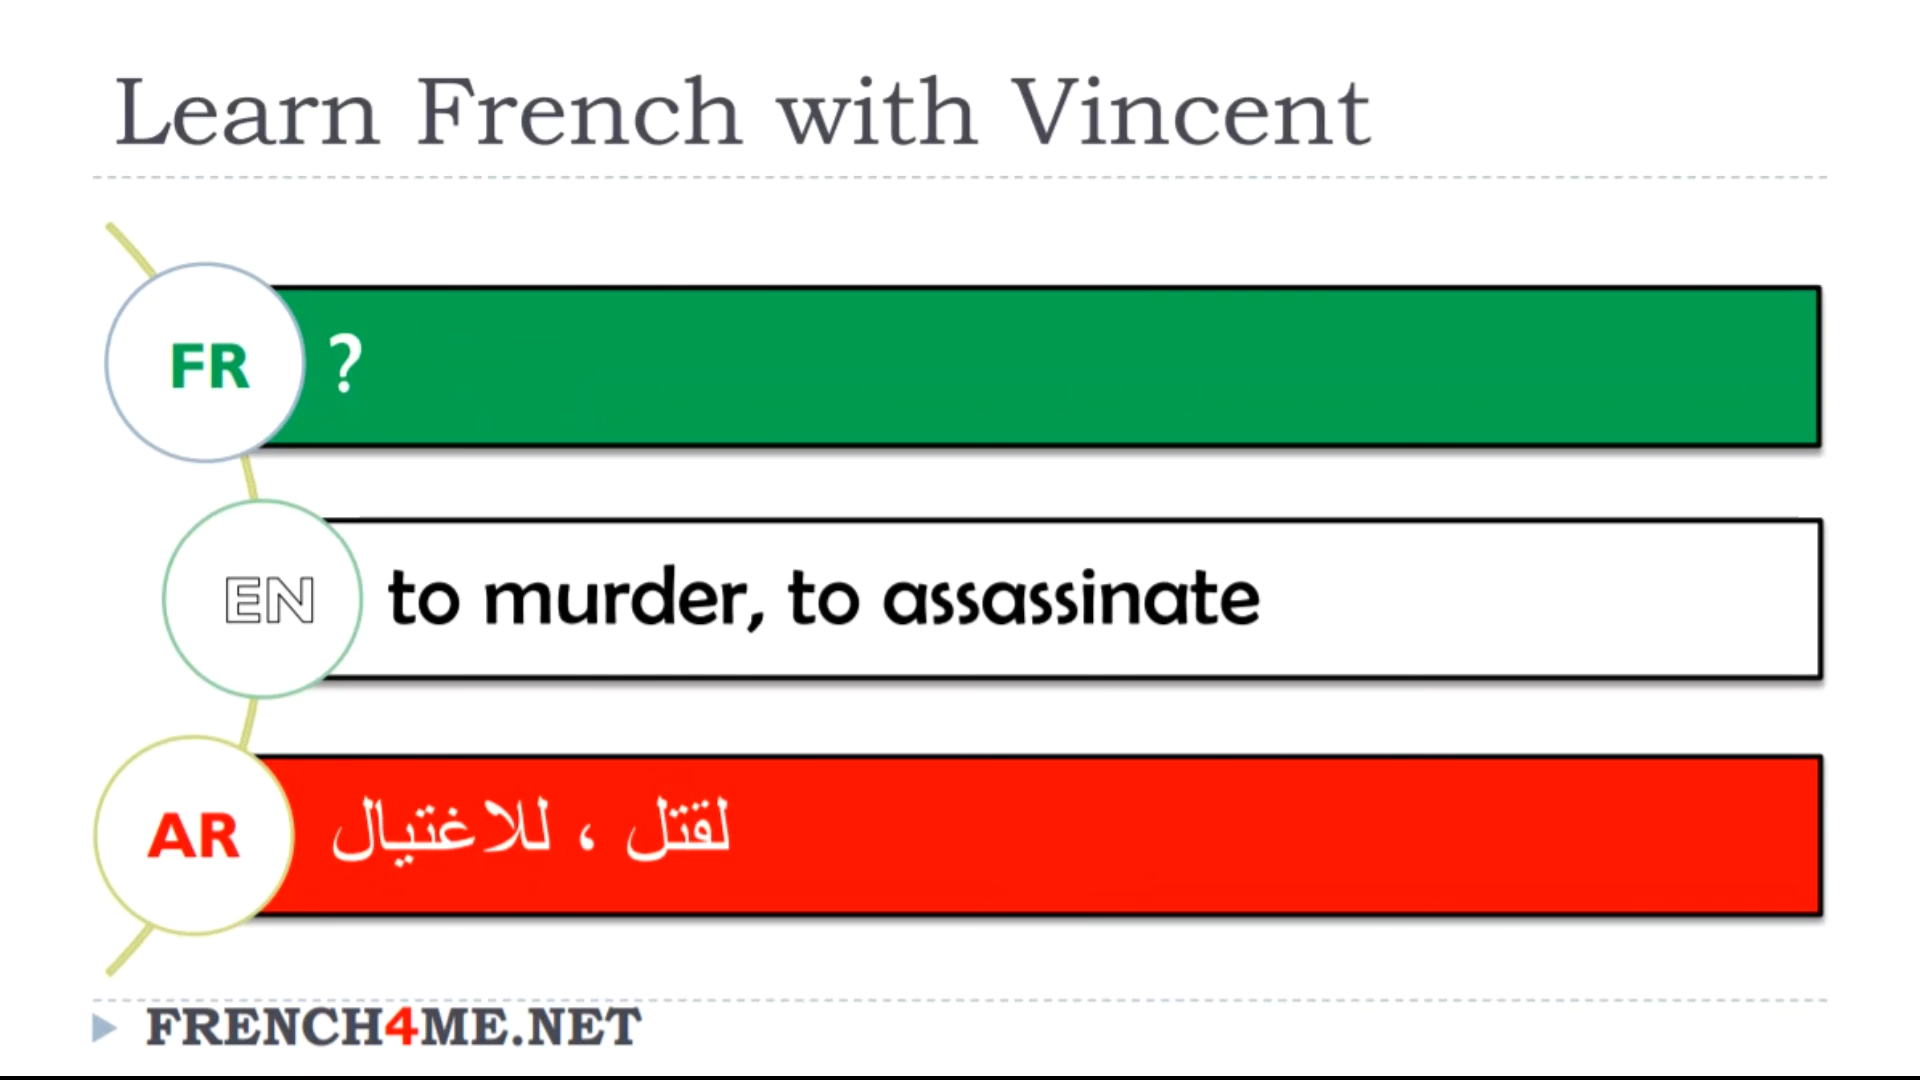 Learn French with Vincent
FR ?
EN to murder, to assassinate
AR لقتل ، للاغتيال
FRENCH4ME.NET